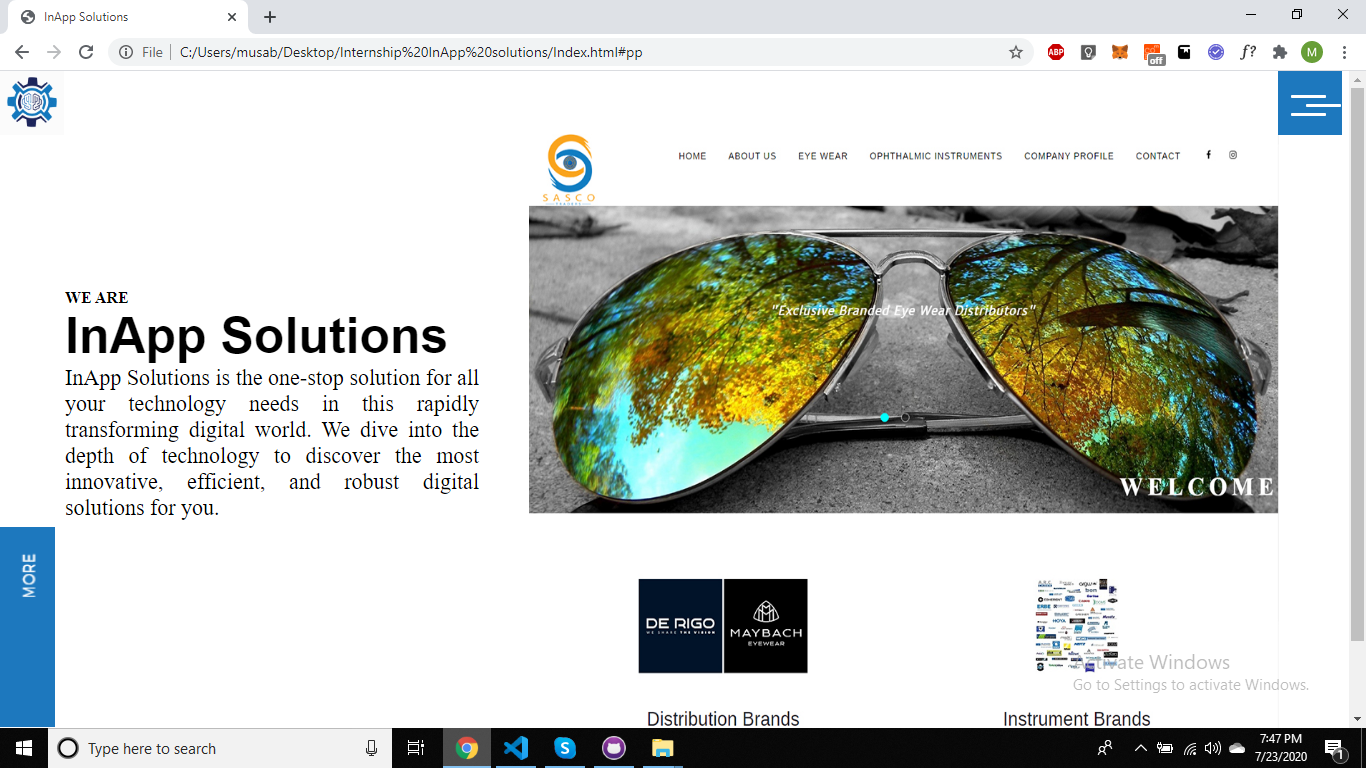 InApp Solutions
File
C:/Users/musab/Desktop/Internship%20InApp%20solutions/Index.html#pp
ABP
off
f?
M
SASCO
HOME
ABOUT US
EYE WEAR
OPHTHALMIC INSTRUMENTS
COMPANY PROFILE
CONTACT
"Exclusive Branded Eye Wear Distributors"
WELCOME
WE ARE
InApp Solutions
InApp Solutions is the one-stop solution for all
your technology needs in this rapidly
transforming digital world. We dive into the
depth of technology to discover the most
innovative, efficient, and robust digital
solutions for you.
MORE
DE RIGO
WE SHARE THE VISION
MAYBACH
EYEWEAR
HOYA
Distribution Brands
Instrument Brands
Activate Windows
Go to Settings to activate Windows.
Type here to search
7:47 PM
7/23/2020
1